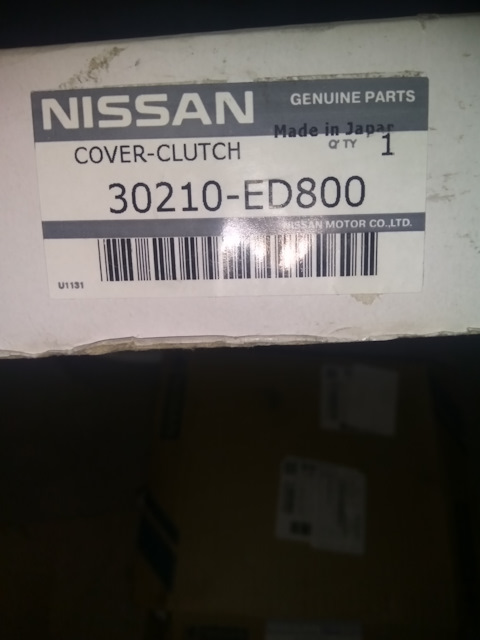 NISSAN GENUINE PARTS
Made in Japan
COVER-CLUTCH Q'TY 1
30210-ED800
NISSAN MOTOR CO.,LTD.
U1131